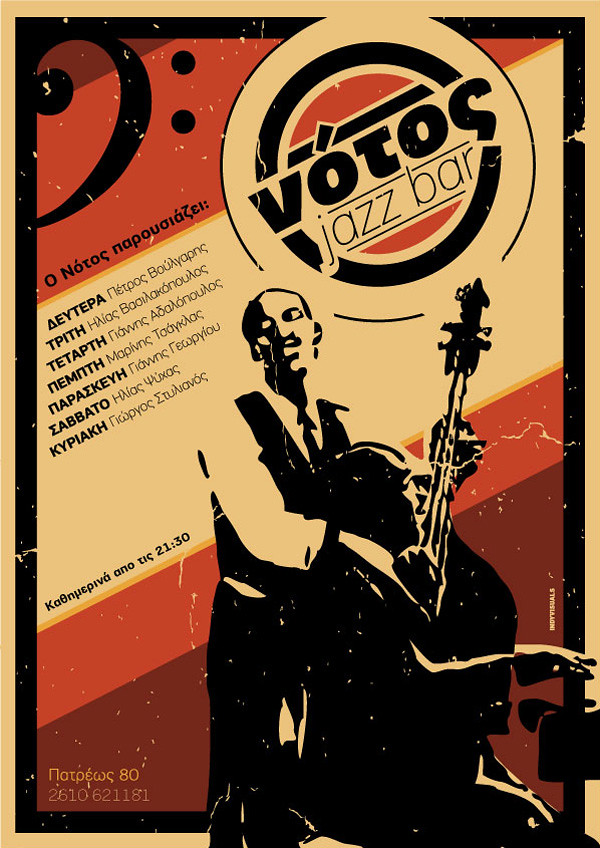 νότος
jazz bar
Ο Νότος παρουσιάζει:
ΔΕΥΤΕΡΑ Πέτρος Βούλγαρης
ΤΡΙΤΗ Ηλίας Βασιλακόπουλος
ΤΕΤΑΡΤΗ Γιάννης Αδαλόπουλος
ΠΕΜΠΤΗ Μαρίνης Τσάγκλας
ΠΑΡΑΣΚΕΥΗ Γιάννης Γεωργίου
ΣΑΒΒΑΤΟ Ηλίας Ψύχας
ΚΥΡΙΑΚΗ Γιώργος Στυλιανός
Καθημερινά απο τις 21:30
INDYVISUALS
Πατρέως 80
2610 621181